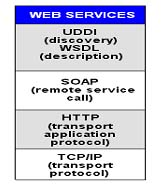 WEB SERVICES
UDDI
(discovery)
WSDL
(description)
SOAP
(remote service
call)
HTTP
(transport
application
protocol)
TCP/IP
(transport
protocol)